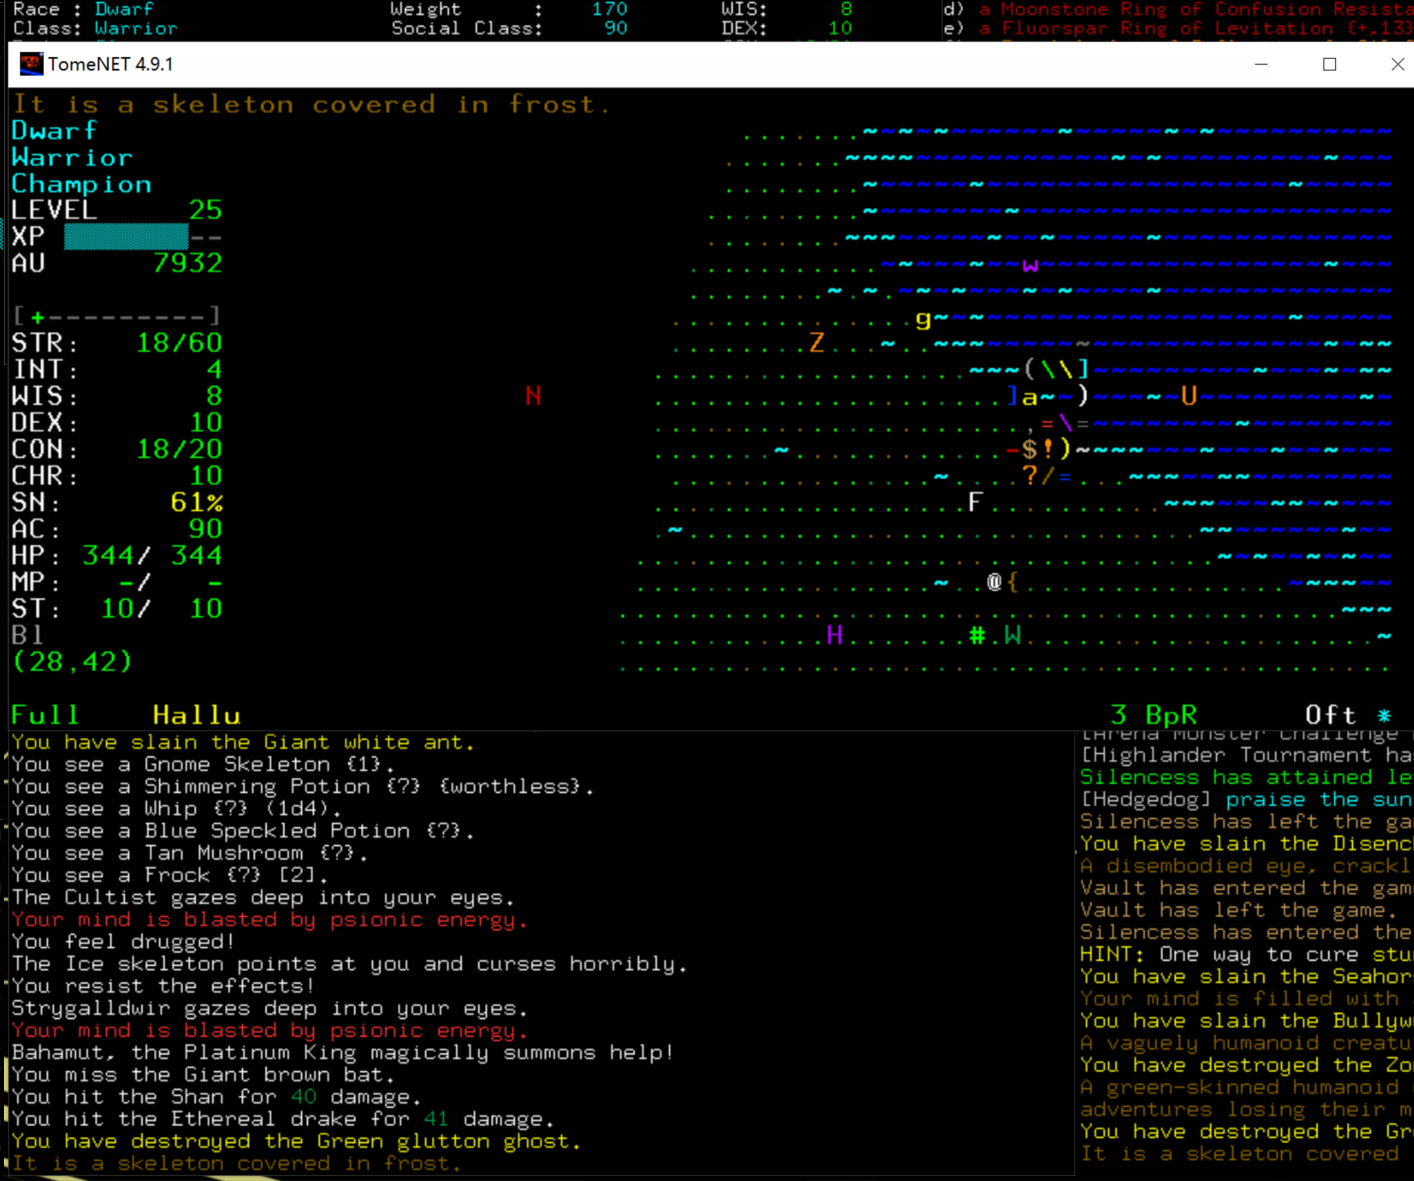 Race : Dwarf Weight : 170 WIS: 8 d) a Moonstone Ring of Confusion Resista
Class: Warrior Social Class: 90 DEX: 10 e) a Fluorspar Ring of Levitation {+,13}
TomeNET 4.9.1
It is a skeleton covered in frost.
Dwarf
Warrior
Champion
LEVEL 25
XP
AU 7932
[+---------]
STR: 18/60
INT: 4
WIS: 8
DEX: 10
CON: 18/20
CHR: 10
SN: 61%
AC: 90
HP: 344/ 344
MP: -/ -
ST: 10/ 10
Bl
(28,42)
Full Hallu 3 BpR 0ft *
You have slain the Giant white ant.
You see a Gnome Skeleton {1}.
You see a Shimmering Potion {?} {worthless}.
You see a Whip {?} (1d4).
You see a Blue Speckled Potion {?}.
You see a Tan Mushroom {?}.
You see a Frock {?} [2].
The Cultist gazes deep into your eyes.
Your mind is blasted by psionic energy.
You feel drugged!
The Ice skeleton points at you and curses horribly.
You resist the effects!
Strygalldwir gazes deep into your eyes.
Your mind is blasted by psionic energy.
Bahamut, the Platinum King magically summons help!
You miss the Giant brown bat.
You hit the Shan for 40 damage.
You hit the Ethereal drake for 41 damage.
You have destroyed the Green glutton ghost.
It is a skeleton covered in frost.
[Arena Monster Challenge
[Highlander Tournament ha
Silencess has attained le
[Hedgedog] praise the sun
Silencess has left the ga
You have slain the Disenc
A disembodied eye, crackl
Vault has entered the gam
Vault has left the game.
Silencess has entered the
HINT: One way to cure stu
You have slain the Seahor
Your mind is filled with
You have slain the Bullyw
A vaguely humanoid creatu
You have destroyed the Zo
A green-skinned humanoid
adventures losing their m
You have destroyed the Gr
It is a skeleton covered